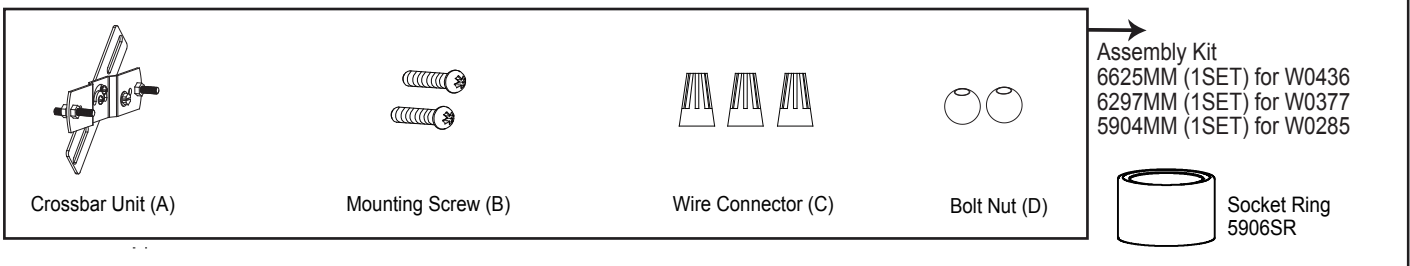 Assembly Kit
6625MM (1SET) for W0436
6297MM (1SET) for W0377
5904MM (1SET) for W0285
Crossbar Unit (A)
Mounting Screw (B)
Wire Connector (C)
Bolt Nut (D)
Socket Ring
5906SR